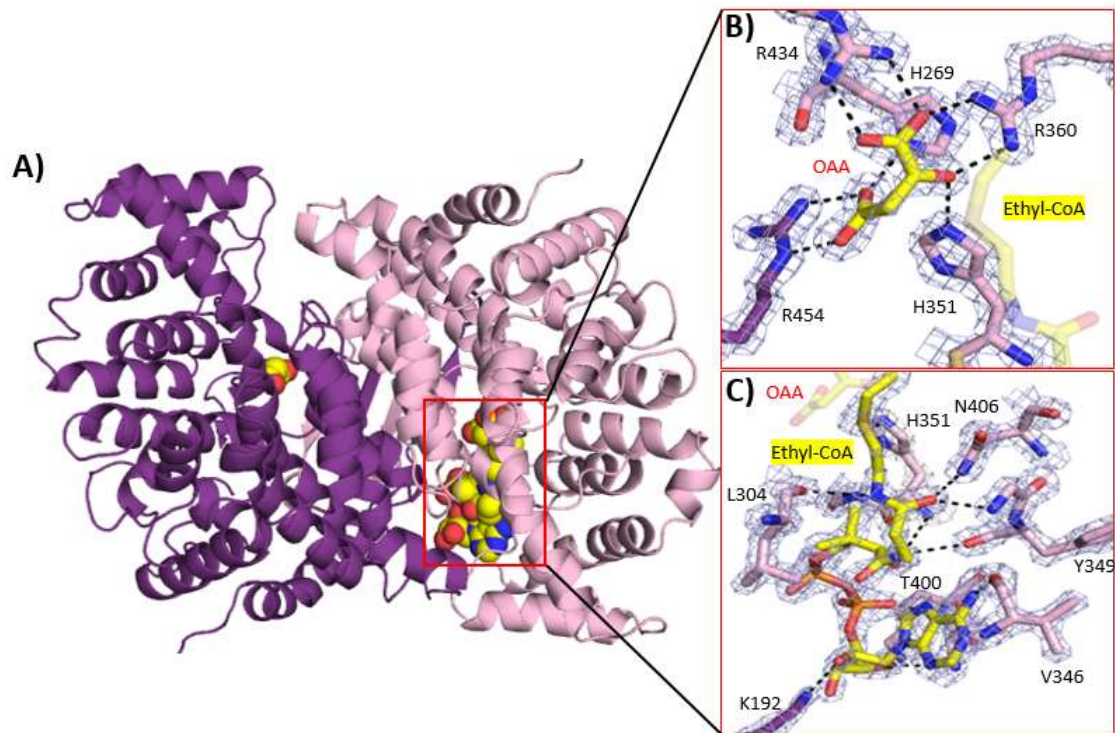 A)
B)
R434
H269
R360
OAA
Ethyl-CoA
R454
H351
C)
OAA
H351
N406
Ethyl-CoA
L304
T400
Y349
V346
K192